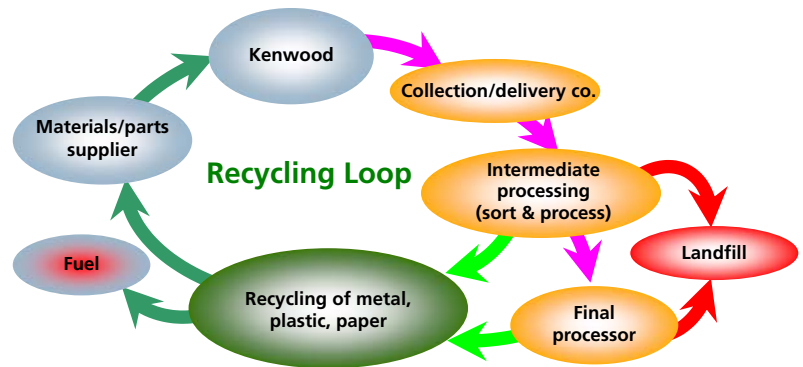 Kenwood
Collection/delivery co.
Materials/parts
supplier
Recycling Loop
Intermediate
processing
(sort & process)
Landfill
Fuel
Recycling of metal,
plastic, paper
Final
processor